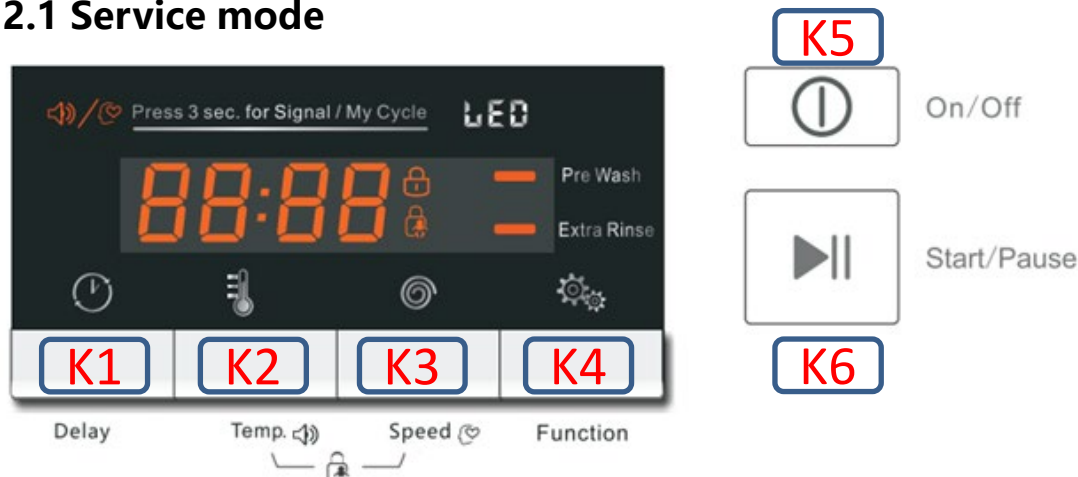 2.1 Service mode
K5
Press 3 sec. for Signal / My Cycle LED
On/Off
88:88 Pre Wash
Extra Rinse
Start/Pause
K1 K2 K3 K4 K6
Delay Temp. Speed Function